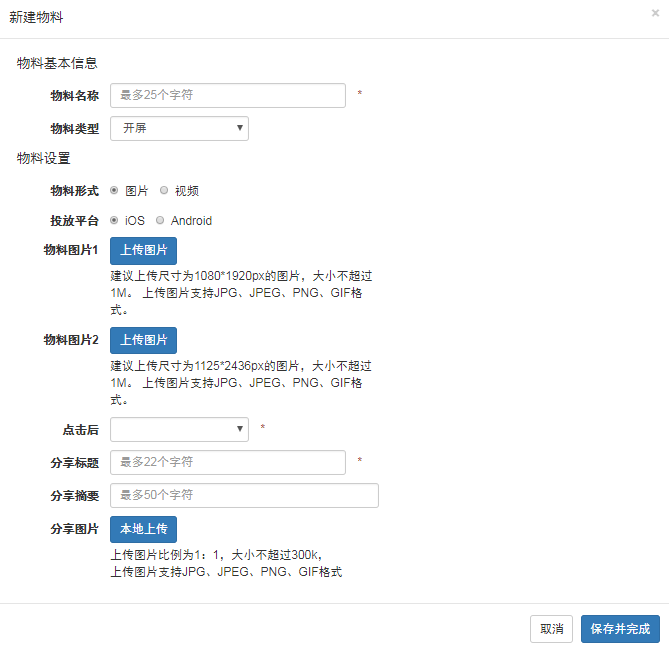 新建物料 ×
物料基本信息
物料名称 最多25个字符 *
物料类型 开屏
物料设置
物料形式 图片 视频
投放平台 iOS Android
物料图片1 上传图片
建议上传尺寸为1080*1920px的图片，大小不超过
1M。 上传图片支持JPG、JPEG、PNG、GIF格
式。
物料图片2 上传图片
建议上传尺寸为1125*2436px的图片，大小不超过
1M。 上传图片支持JPG、JPEG、PNG、GIF格
式。
点击后 *
分享标题 最多22个字符 *
分享摘要 最多50个字符
分享图片 本地上传
上传图片比例为1：1，大小不超过300k，
上传图片支持JPG、JPEG、PNG、GIF格式
取消 保存并完成